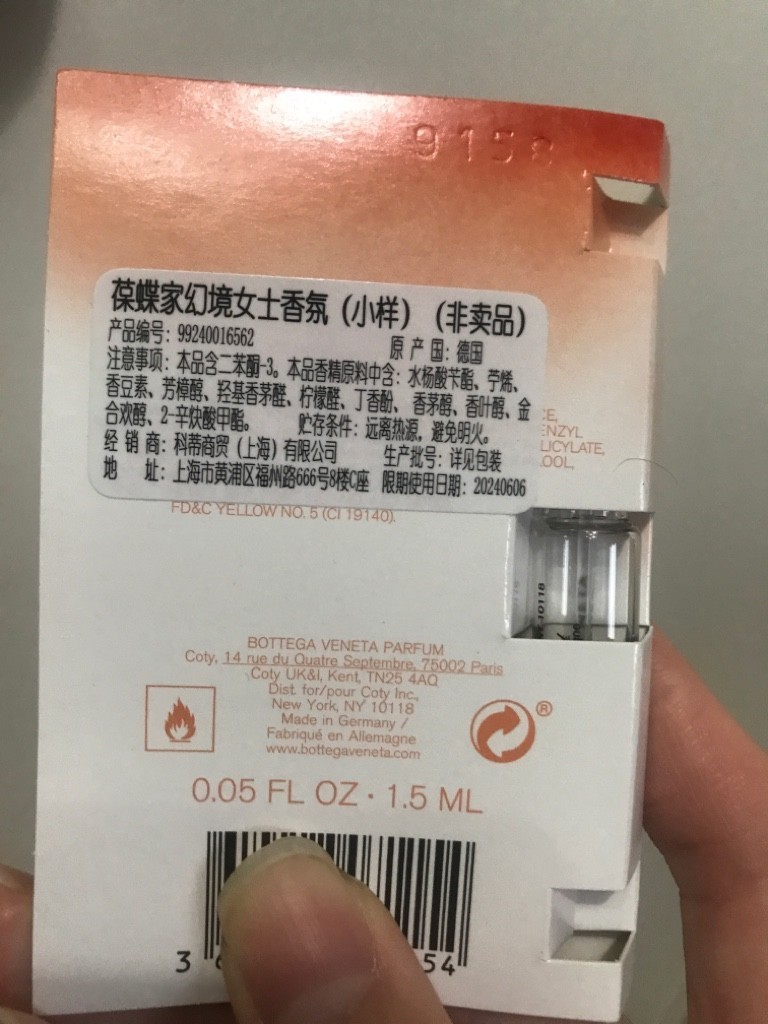 9158
葆蝶家幻境女士香氛（小样）（非卖品）
产品编号：99240016562 原产国：德国
注意事项：本品含二苯酮-3。本品香精原料中含：水杨酸苄酯、苧烯、
香豆素、芳樟醇、羟基香茅醛、柠檬醛、丁香酚、香茅醇、香叶醇、金
合欢醇、2-辛炔酸甲酯。 贮存条件：远离热源，避免明火。
经销商：科蒂商贸（上海）有限公司 生产批号：详见包装
地址：上海市黄浦区福州路666号8楼C座 限期使用日期：20240606
CE,
ENZYL
LICYLATE,
OOL,
FD&C YELLOW NO. 5 (CI 19140).
BOTTEGA VENETA PARFUM
Coty, 14 rue du Quatre Septembre, 75002 Paris
Coty UK&I, Kent, TN25 4AQ
Dist. for/pour Coty Inc.,
New York, NY 10118
Made in Germany /
Fabriqué en Allemagne
www.bottegaveneta.com
®
0.05 FL OZ · 1.5 ML
3 54